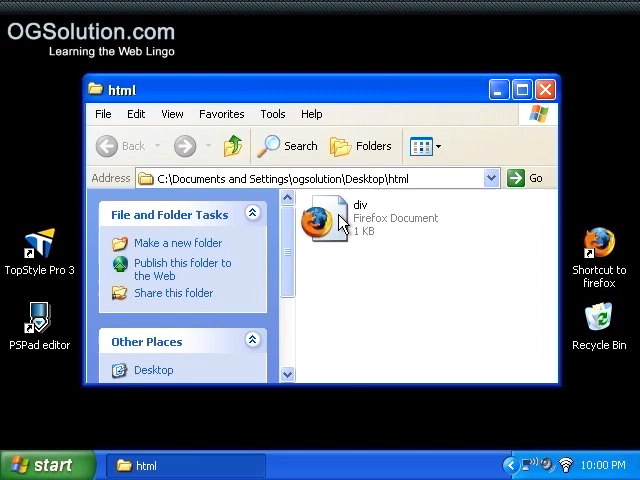 OGSolution.com
Learning the Web Lingo
html
File Edit View Favorites Tools Help
Back Search Folders
Address C:\Documents and Settings\ogsolution\Desktop\html Go
File and Folder Tasks
Make a new folder
Publish this folder to
the Web
Share this folder
Other Places
Desktop
div
Firefox Document
1 KB
TopStyle Pro 3
PSPad editor
Shortcut to
firefox
Recycle Bin
start html 10:00 PM